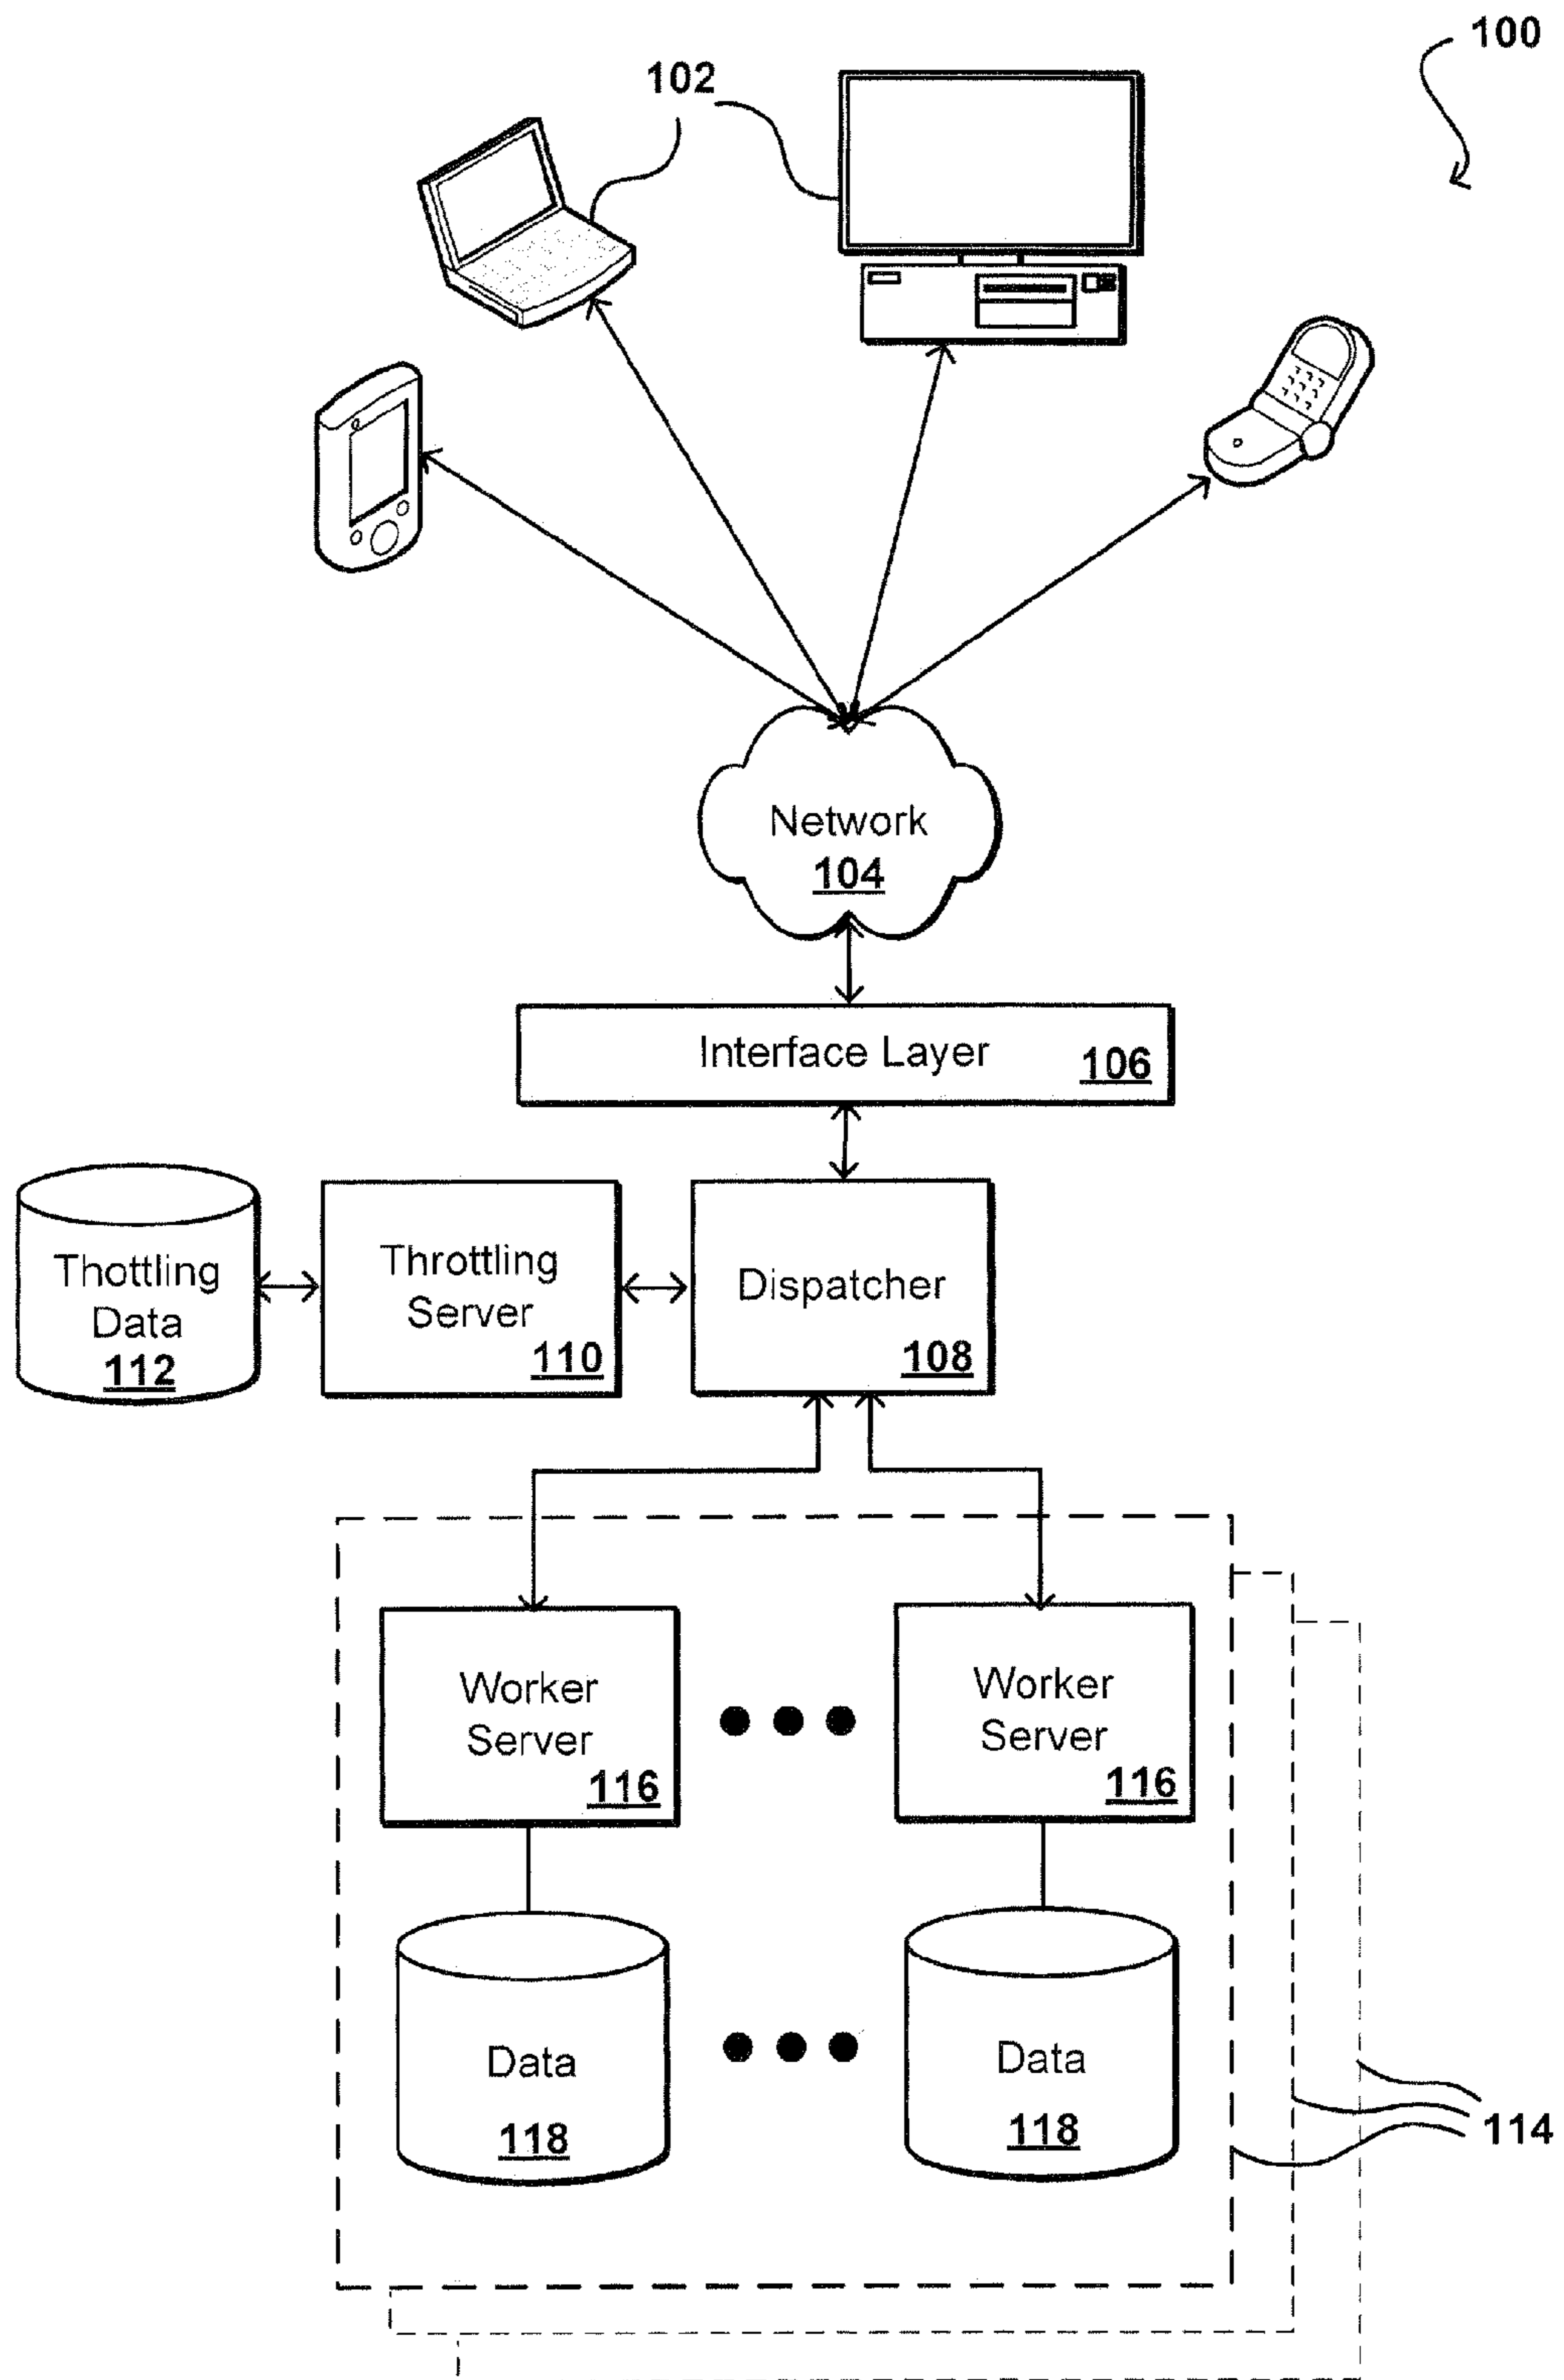 100
102
Network
104
Interface Layer
106
Thottling
Data
112
Throttling
Server
110
Dispatcher
108
Worker
Server
116
Worker
Server
116
Data
118
Data
118
114